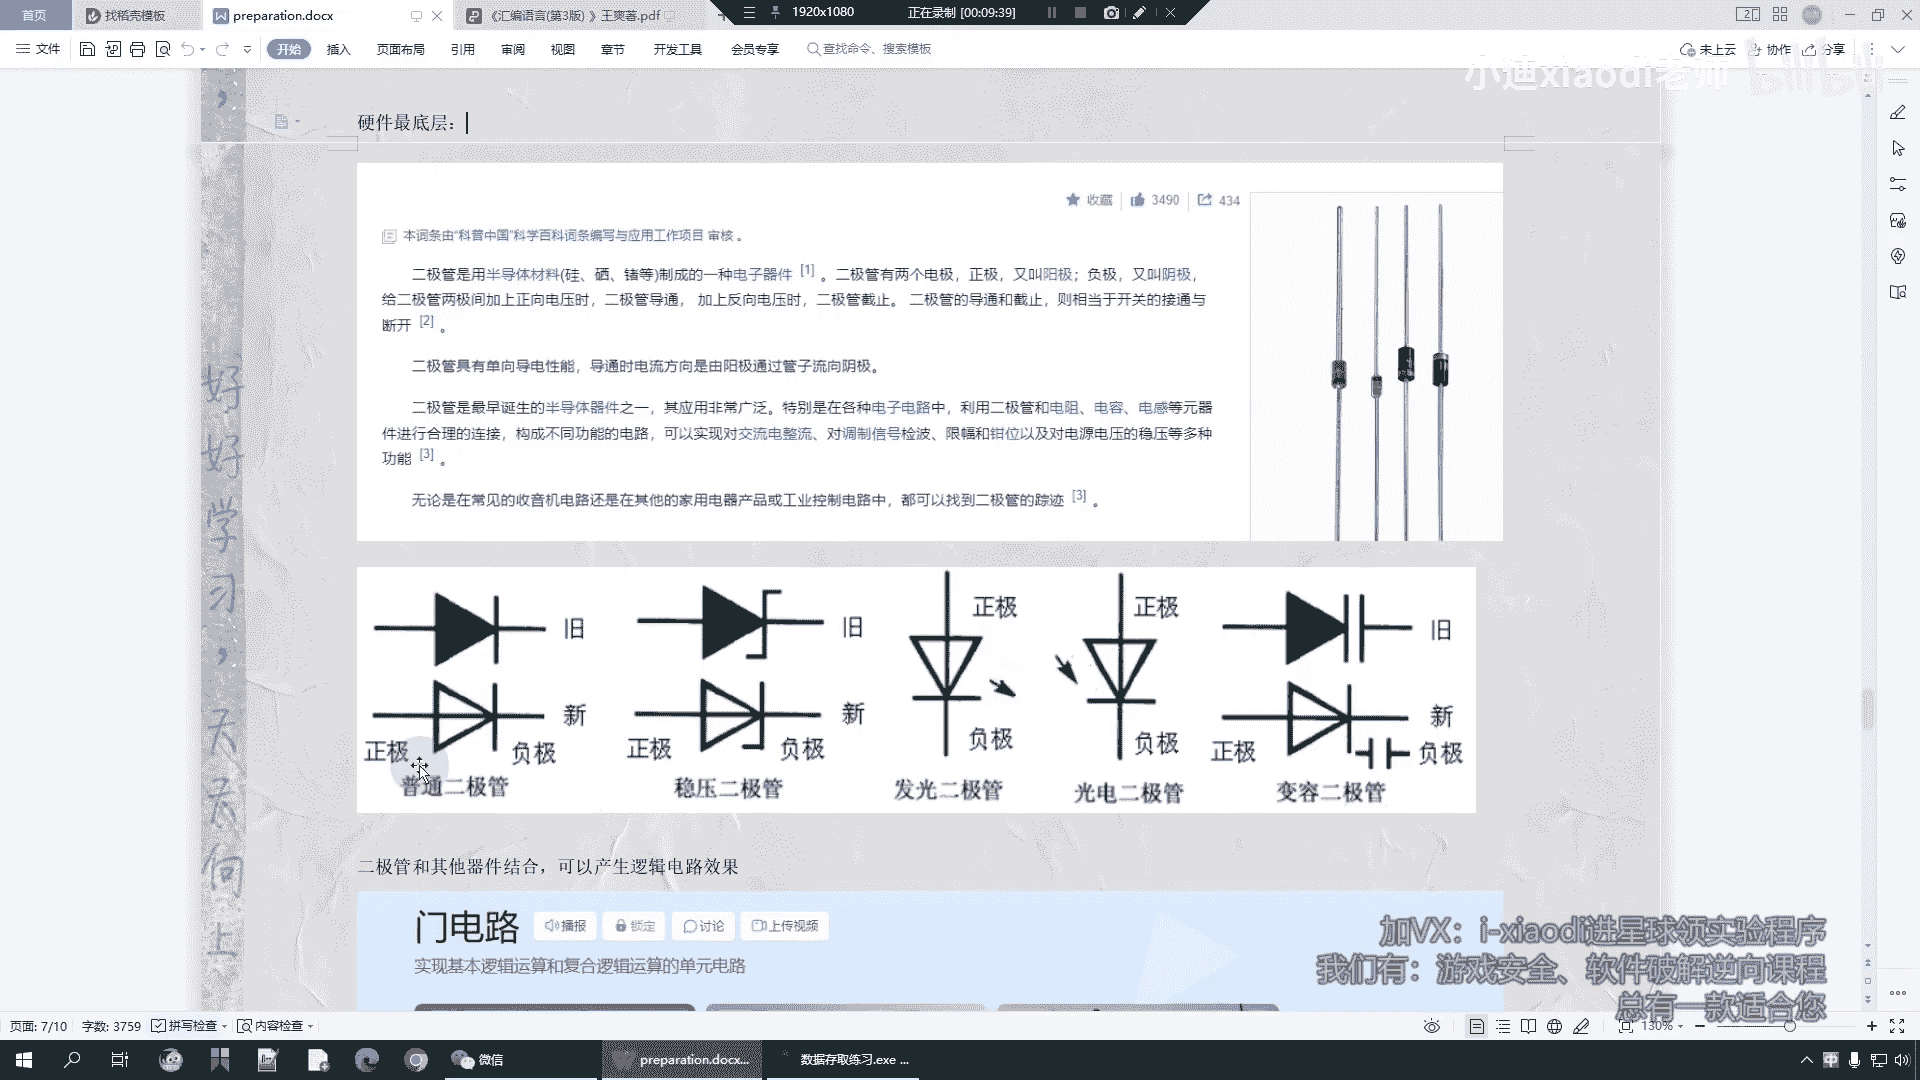 首页
找稻壳模板
preparation.docx
《汇编语言(第3版) 》王爽著.pdf
1920x1080
正在录制 [00:09:39]
文件
开始
插入
页面布局
引用
审阅
视图
章节
开发工具
会员专享
查找命令、搜索模板
未上云
协作
分享
小迪xiaodi老师
bilibili
硬件最底层：
收藏
3490
434
本词条由“科普中国”科学百科词条编写与应用工作项目 审核 。
二极管是用半导体材料(硅、硒、锗等)制成的一种电子器件 [1] 。二极管有两个电极，正极，又叫阳极；负极，又叫阴极，
给二极管两极间加上正向电压时，二极管导通， 加上反向电压时，二极管截止。 二极管的导通和截止，则相当于开关的接通与
断开 [2] 。
二极管具有单向导电性能，导通时电流方向是由阳极通过管子流向阴极。
二极管是最早诞生的半导体器件之一，其应用非常广泛。特别是在各种电子电路中，利用二极管和电阻、电容、电感等元器
件进行合理的连接，构成不同功能的电路，可以实现对交流电整流、对调制信号检波、限幅和钳位以及对电源电压的稳压等多种
功能 [3] 。
无论是在常见的收音机电路还是在其他的家用电器产品或工业控制电路中，都可以找到二极管的踪迹 [3] 。
旧
新
正极
负极
普通二极管
旧
新
正极
负极
稳压二极管
正极
负极
发光二极管
正极
负极
光电二极管
旧
新
正极
负极
变容二极管
二极管和其他器件结合，可以产生逻辑电路效果
门电路
播报
锁定
讨论
上传视频
实现基本逻辑运算和复合逻辑运算的单元电路
好好学习，天天向上
加VX：i-xiaodi进星球领实验程序
我们有：游戏安全、软件破解逆向课程
总有一款适合您
页面: 7/10
字数: 3759
拼写检查
内容检查
130%
微信
preparation.docx...
数据存取练习.exe ...